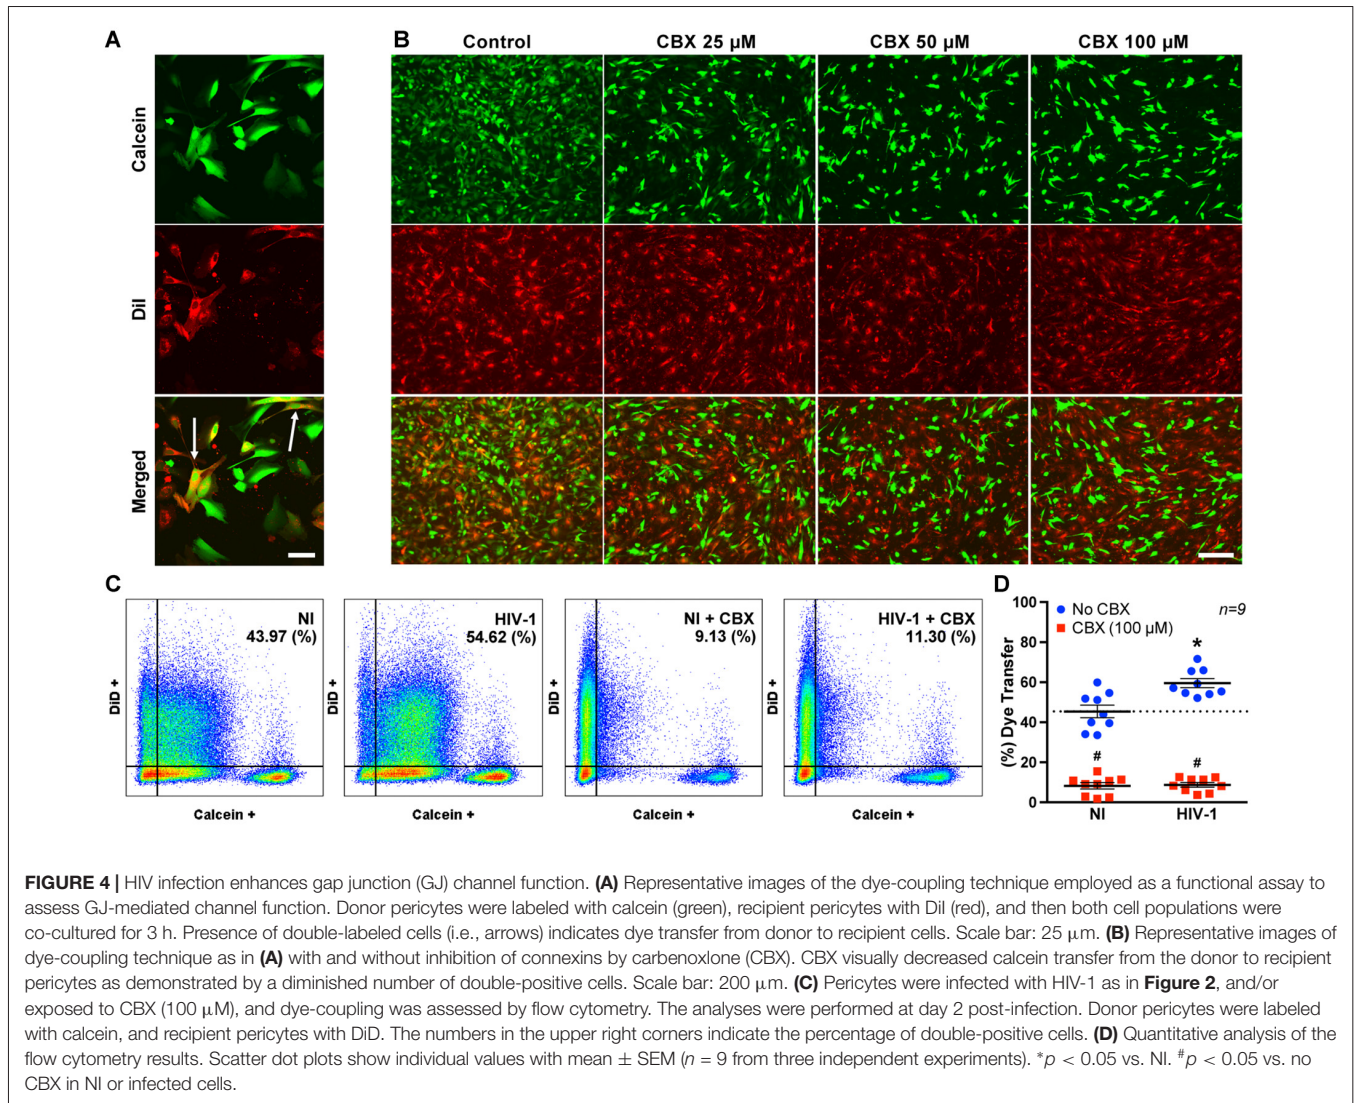 A
B
Control
CBX 25 µM
CBX 50 µM
CBX 100 µM
Calcein
DiI
Merged
C
NI
43.97 (%)
DiD +
Calcein +
HIV-1
54.62 (%)
DiD +
Calcein +
NI + CBX
9.13 (%)
DiD +
Calcein +
HIV-1 + CBX
11.30 (%)
DiD +
Calcein +
D
100
80
60
40
20
0
(%) Dye Transfer
No CBX
CBX (100 µM)
n=9
*
#
#
NI
HIV-1
FIGURE 4 | HIV infection enhances gap junction (GJ) channel function. (A) Representative images of the dye-coupling technique employed as a functional assay to
assess GJ-mediated channel function. Donor pericytes were labeled with calcein (green), recipient pericytes with DiI (red), and then both cell populations were
co-cultured for 3 h. Presence of double-labeled cells (i.e., arrows) indicates dye transfer from donor to recipient cells. Scale bar: 25 µm. (B) Representative images of
dye-coupling technique as in (A) with and without inhibition of connexins by carbenoxlone (CBX). CBX visually decreased calcein transfer from the donor to recipient
pericytes as demonstrated by a diminished number of double-positive cells. Scale bar: 200 µm. (C) Pericytes were infected with HIV-1 as in Figure 2, and/or
exposed to CBX (100 µM), and dye-coupling was assessed by flow cytometry. The analyses were performed at day 2 post-infection. Donor pericytes were labeled
with calcein, and recipient pericytes with DiD. The numbers in the upper right corners indicate the percentage of double-positive cells. (D) Quantitative analysis of the
flow cytometry results. Scatter dot plots show individual values with mean ± SEM (n = 9 from three independent experiments). *p < 0.05 vs. NI. #p < 0.05 vs. no
CBX in NI or infected cells.